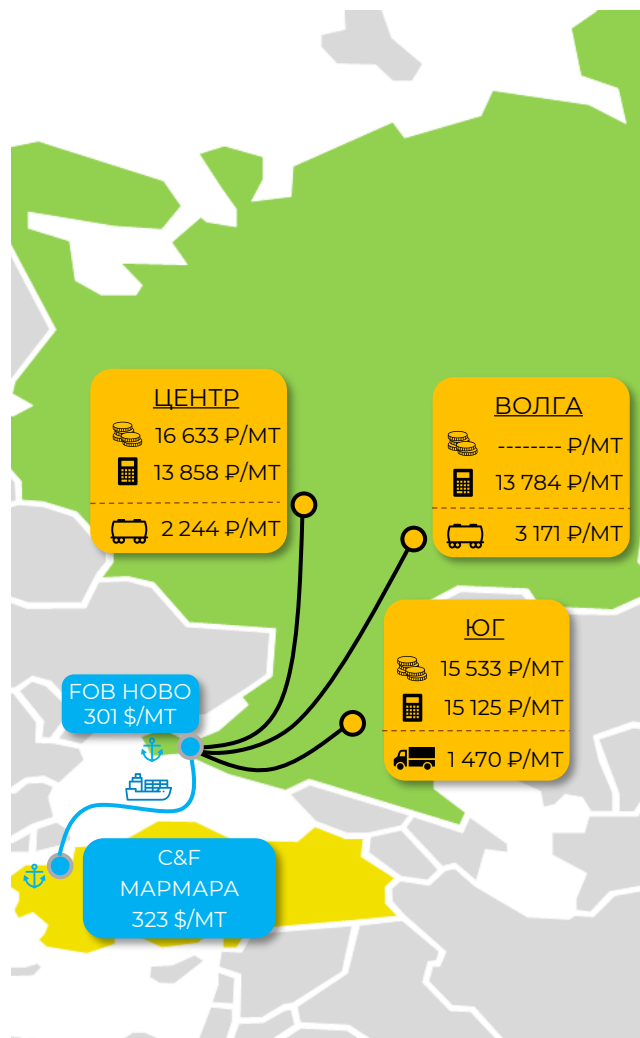 ЦЕНТР
16 633 ₽/МТ
13 858 ₽/МТ
2 244 ₽/МТ
ВОЛГА
-------- ₽/МТ
13 784 ₽/МТ
3 171 ₽/МТ
ЮГ
15 533 ₽/МТ
15 125 ₽/МТ
1 470 ₽/МТ
FOB НОВО
301 $/МТ
C&F
МАРМАРА
323 $/МТ